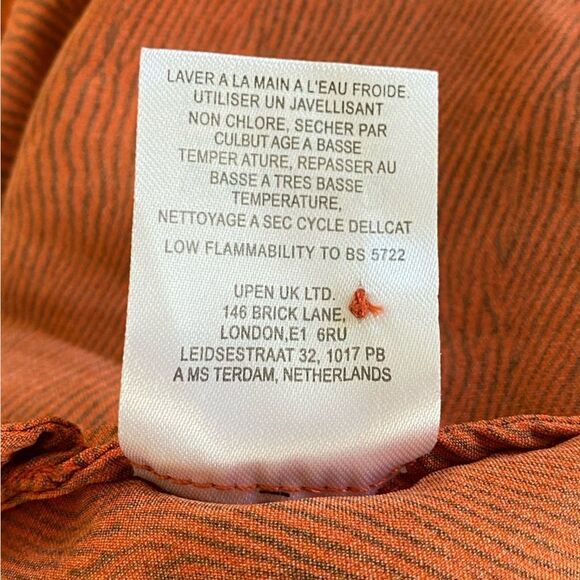 LAVER A LA MAIN A L'EAU FROIDE.
UTILISER UN JAVELLISANT
NON CHLORE, SECHER PAR
CULBUTAGE A BASSE
TEMPER ATURE, REPASSER AU
BASSE A TRES BASSE
TEMPERATURE,
NETTOYAGE A SEC CYCLE DELLCAT
LOW FLAMMABILITY TO BS 5722
UPEN UK LTD.
146 BRICK LANE,
LONDON,E1 6RU
LEIDSESTRAAT 32, 1017 PB
A MS TERDAM, NETHERLANDS